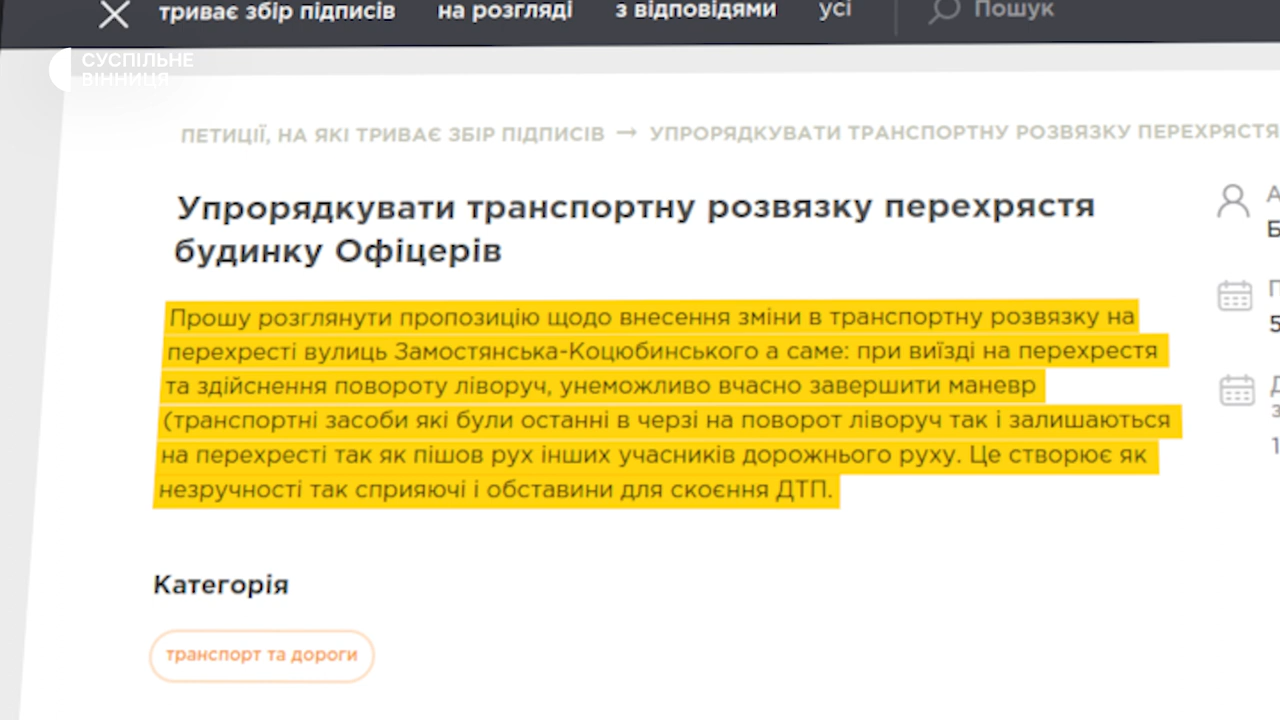 триває збір підписів на розгляді з відповідями усі Пошук
СУСПІЛЬНЕ
ВІННИЦЯ
ПЕТИЦІЇ, НА ЯКІ ТРИВАЄ ЗБІР ПІДПИСІВ → УПРОРЯДКУВАТИ ТРАНСПОРТНУ РОЗВЯЗКУ ПЕРЕХРЯСТЯ
Упрорядкувати транспортну розвязку перехрястя
будинку Офіцерів
Прошу розглянути пропозицію щодо внесення зміни в транспортну розвязку на
перехресті вулиць Замостянська-Коцюбинського а саме: при виїзді на перехрестя
та здійснення повороту ліворуч, унеможливо вчасно завершити маневр
(транспортні засоби які були останні в черзі на поворот ліворуч так і залишаються
на перехресті так як пішов рух інших учасників дорожнього руху. Це створює як
незручності так сприяючі і обставини для скоєння ДТП.
Категорія
транспорт та дороги